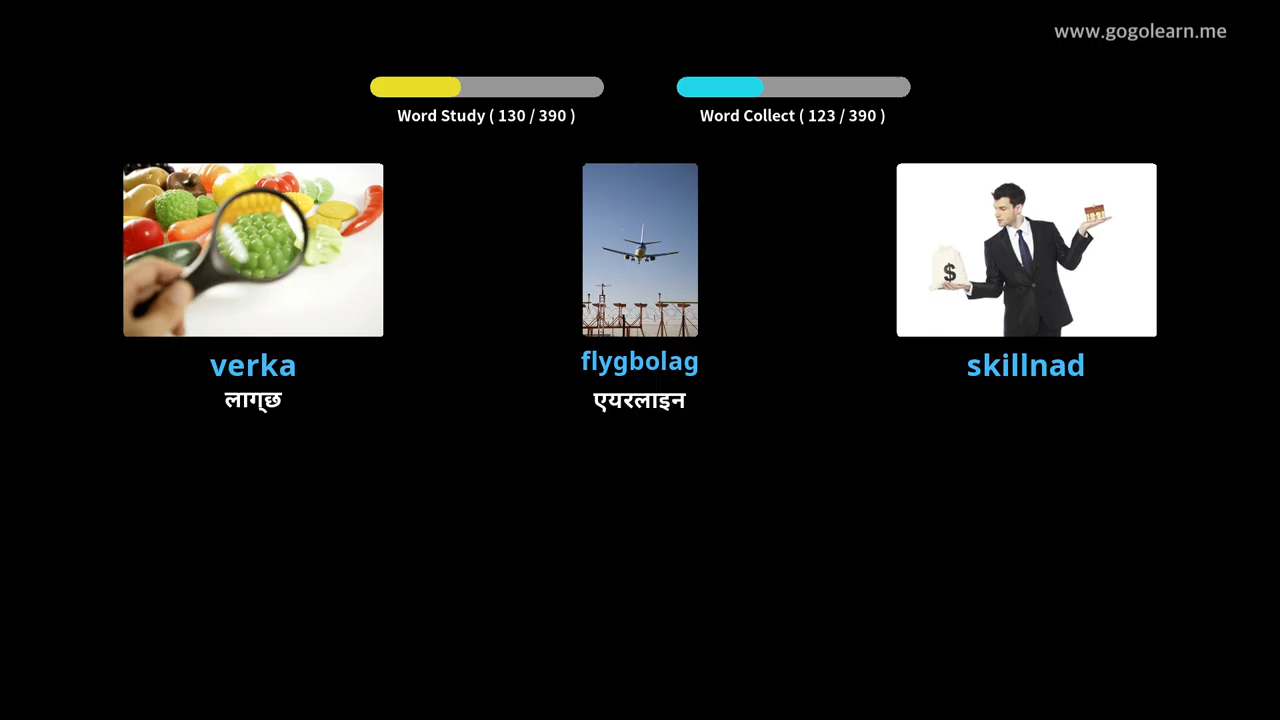 www.gogolearn.me
Word Study ( 130 / 390 )
Word Collect ( 123 / 390 )
$
verka
flygbolag
skillnad
लाग्छ
एयरलाइन